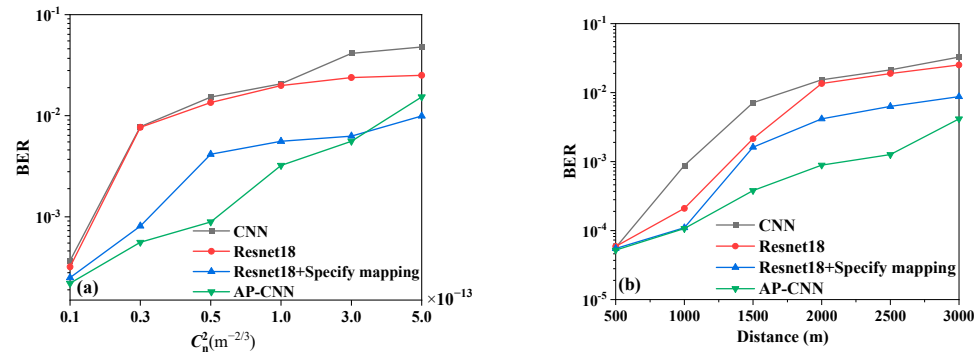 10⁻¹
10⁻²
10⁻³
BER
CNN
Resnet18
Resnet18+Specify mapping
AP-CNN
(a)
×10⁻¹³
0.1 0.3 0.5 1.0 3.0 5.0
C²ₙ(m⁻²/³)
10⁻¹
10⁻²
10⁻³
10⁻⁴
10⁻⁵
BER
CNN
Resnet18
Resnet18+Specify mapping
AP-CNN
(b)
500 1000 1500 2000 2500 3000
Distance (m)